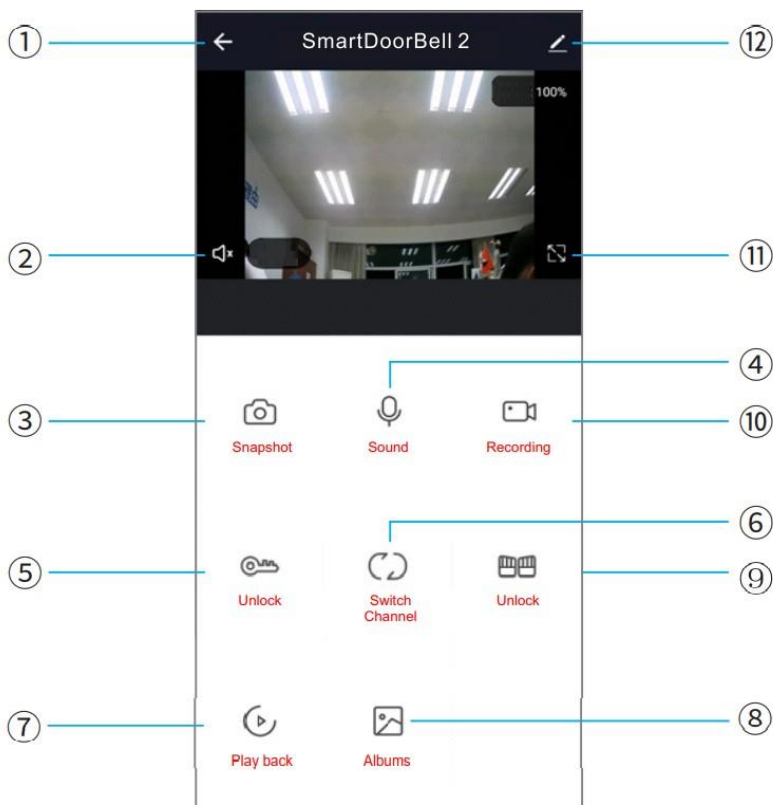 ① SmartDoorBell 2 ⑫
100%
② ⑪
④
③ ⑩
Snapshot Sound Recording
⑥
⑤ ⑨
Unlock Switch Channel Unlock
⑦ ⑧
Play back Albums